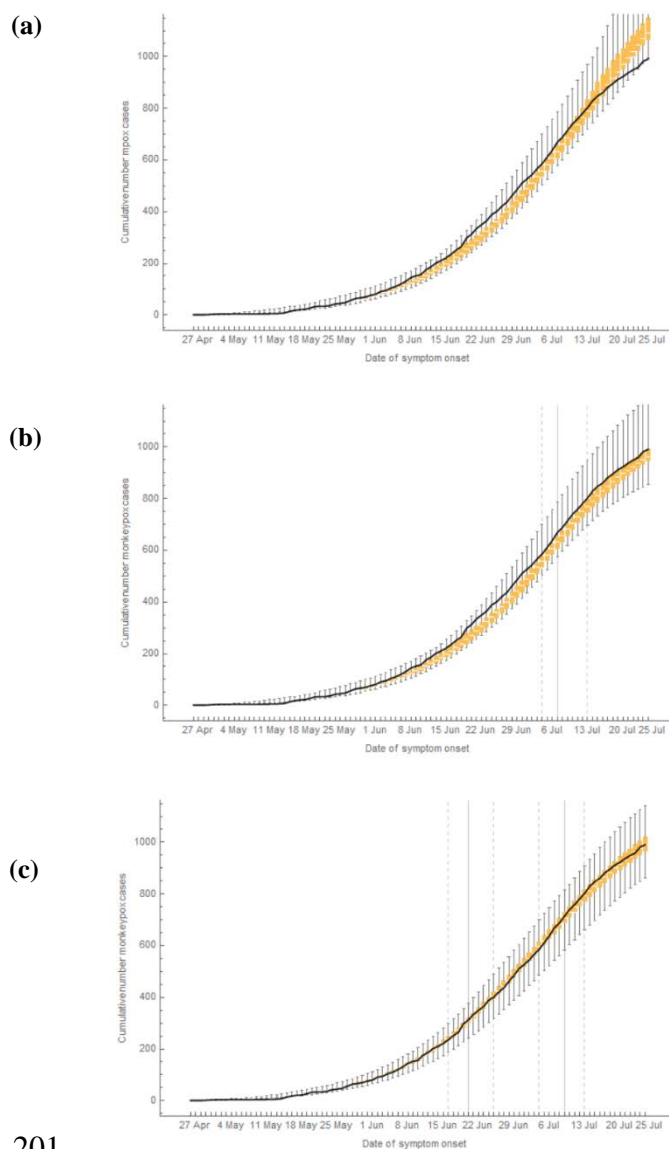 (a)
1000
800
600
400
200
0
Cumulative number mpox cases
27 Apr 4 May 11 May 18 May 25 May 1 Jun 8 Jun 15 Jun 22 Jun 29 Jun 6 Jul 13 Jul 20 Jul 25 Jul
Date of symptom onset
(b)
1000
800
600
400
200
0
Cumulative number monkeypox cases
27 Apr 4 May 11 May 18 May 25 May 1 Jun 8 Jun 15 Jun 22 Jun 29 Jun 6 Jul 13 Jul 20 Jul 25 Jul
Date of symptom onset
(c)
1000
800
600
400
200
0
Cumulative number monkeypox cases
27 Apr 4 May 11 May 18 May 25 May 1 Jun 8 Jun 15 Jun 22 Jun 29 Jun 6 Jul 13 Jul 20 Jul 25 Jul
Date of symptom onset
201